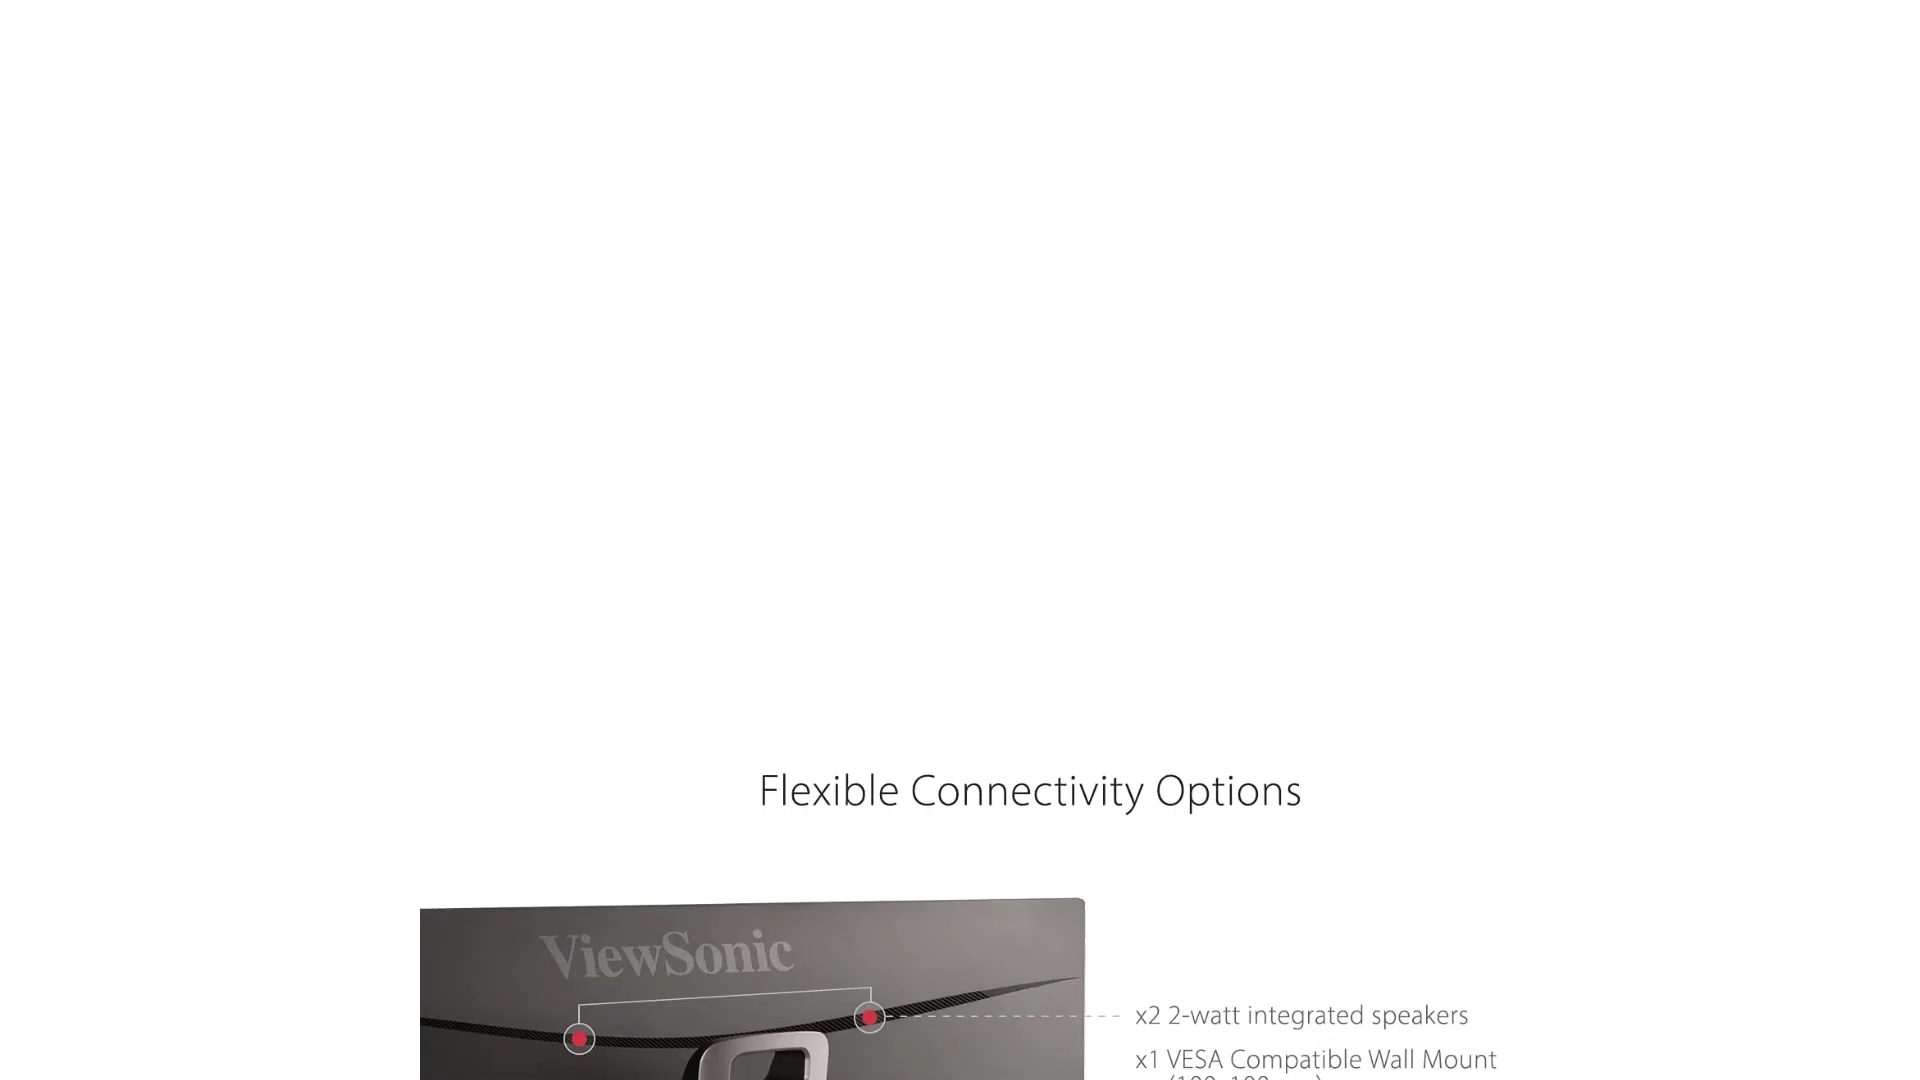 Flexible Connectivity Options
ViewSonic
x2 2-watt integrated speakers
x1 VESA Compatible Wall Mount